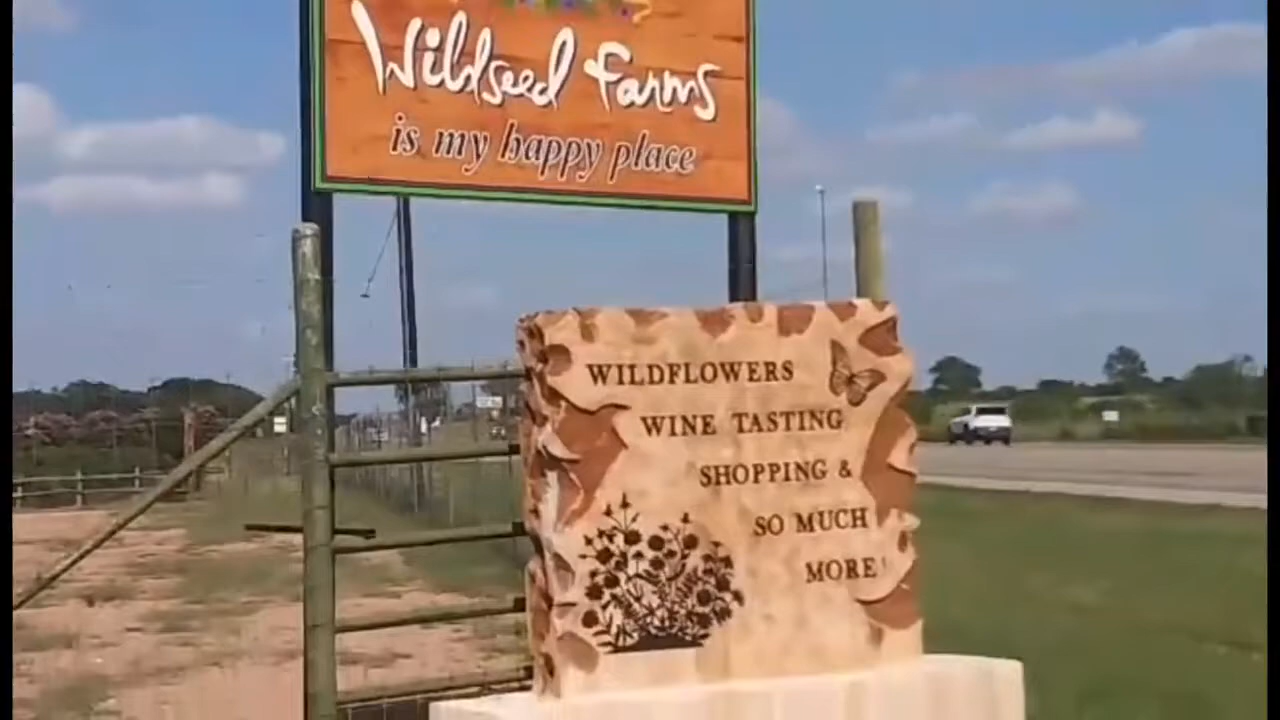 Wildseed Farms
is my happy place
WILDFLOWERS
WINE TASTING
SHOPPING &
SO MUCH
MORE!